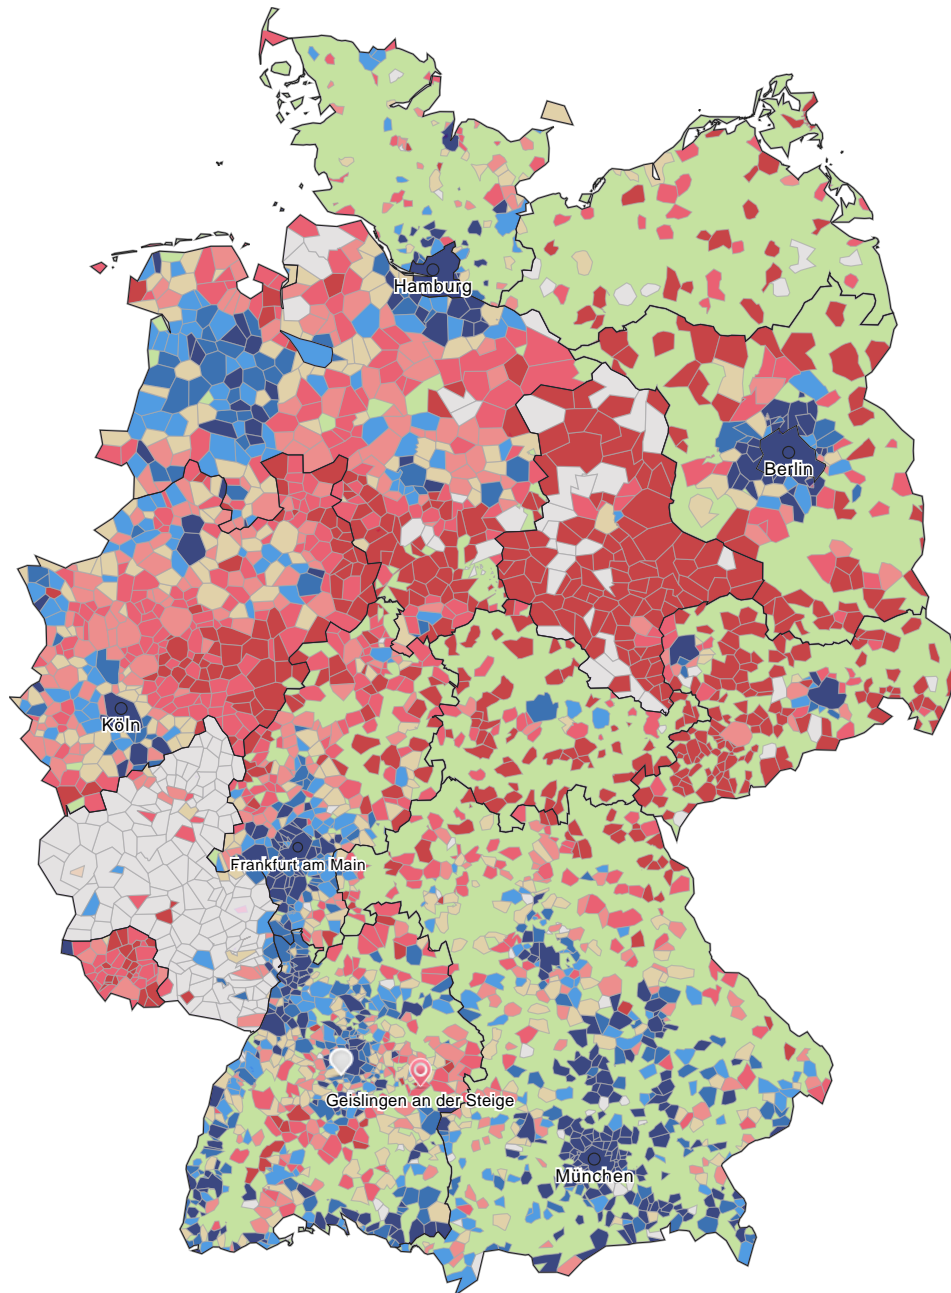 Hamburg
Berlin
Köln
Frankfurt am Main
Geislingen an der Steige
München